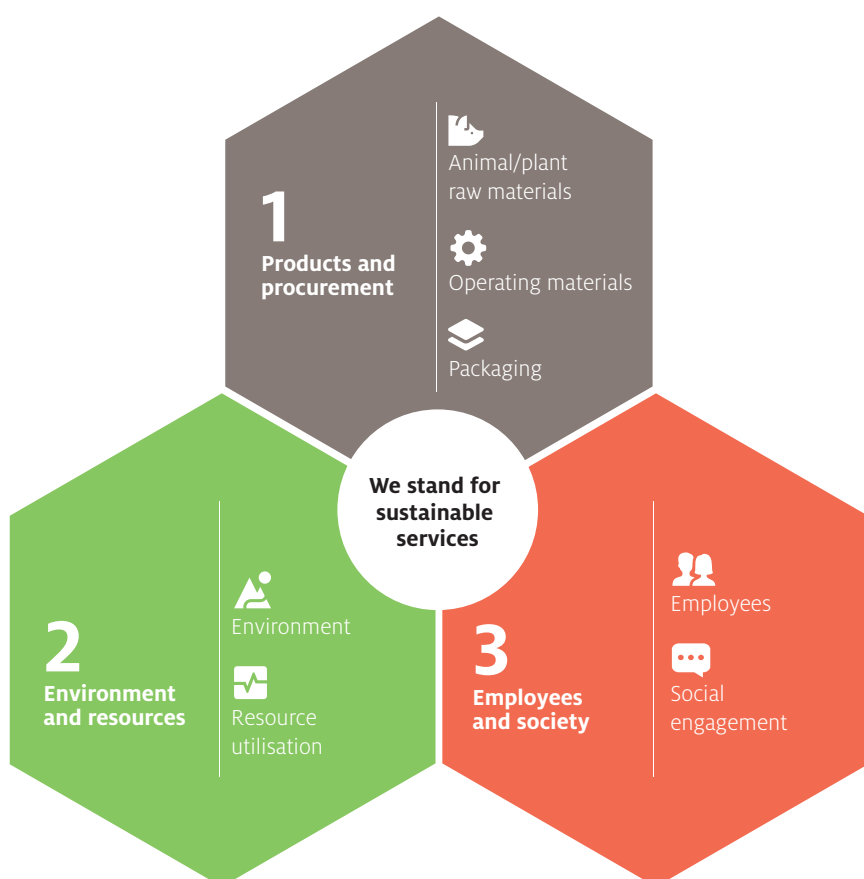 1
Products and
procurement
Animal/plant
raw materials
Operating materials
Packaging
We stand for
sustainable
services
2
Environment
and resources
Environment
Resource
utilisation
3
Employees
and society
Employees
Social
engagement